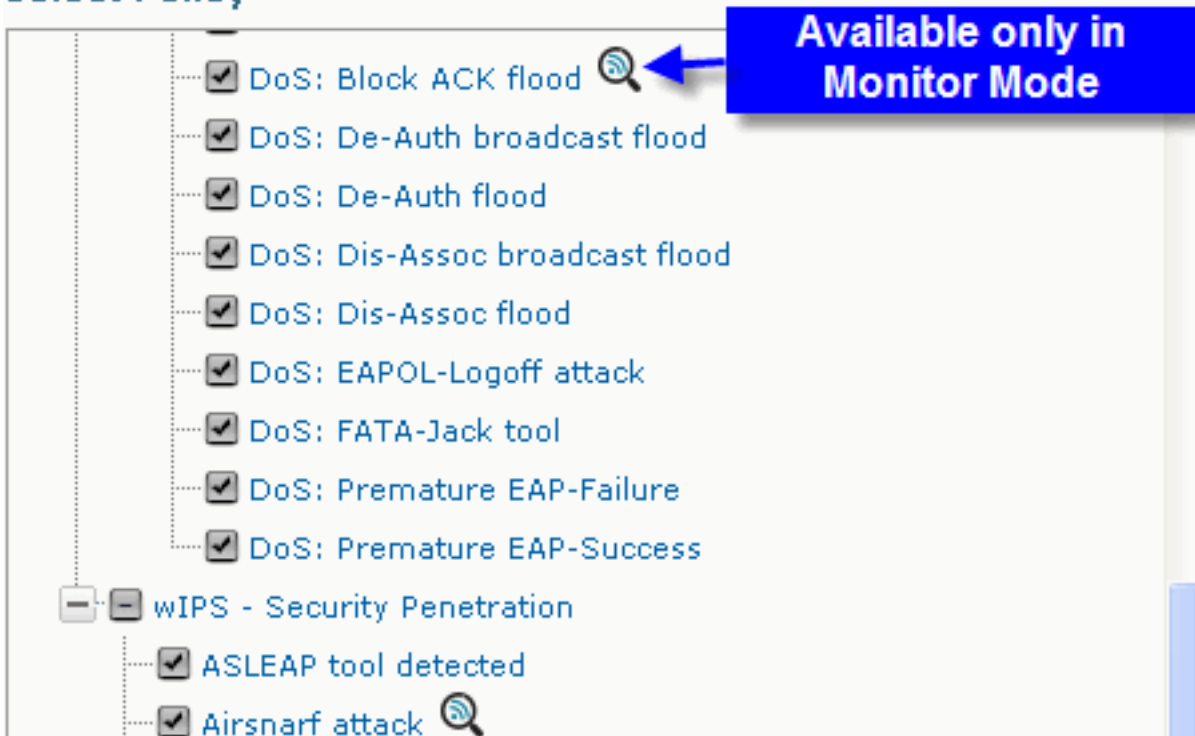 Select Policy
Available only in
Monitor Mode
DoS: Block ACK flood
DoS: De-Auth broadcast flood
DoS: De-Auth flood
DoS: Dis-Assoc broadcast flood
DoS: Dis-Assoc flood
DoS: EAPOL-Logoff attack
DoS: FATA-Jack tool
DoS: Premature EAP-Failure
DoS: Premature EAP-Success
wIPS - Security Penetration
ASLEAP tool detected
Airsnarf attack